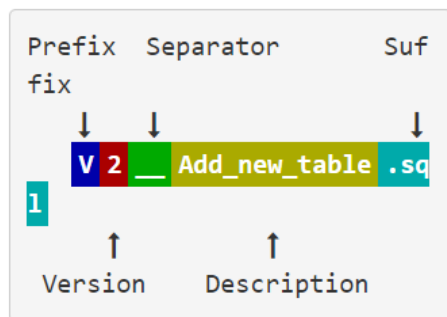 Prefix Separator Suf
fix
↓ ↓ ↓
V 2 __ Add_new_table .sq
l
↑ ↑
Version Description